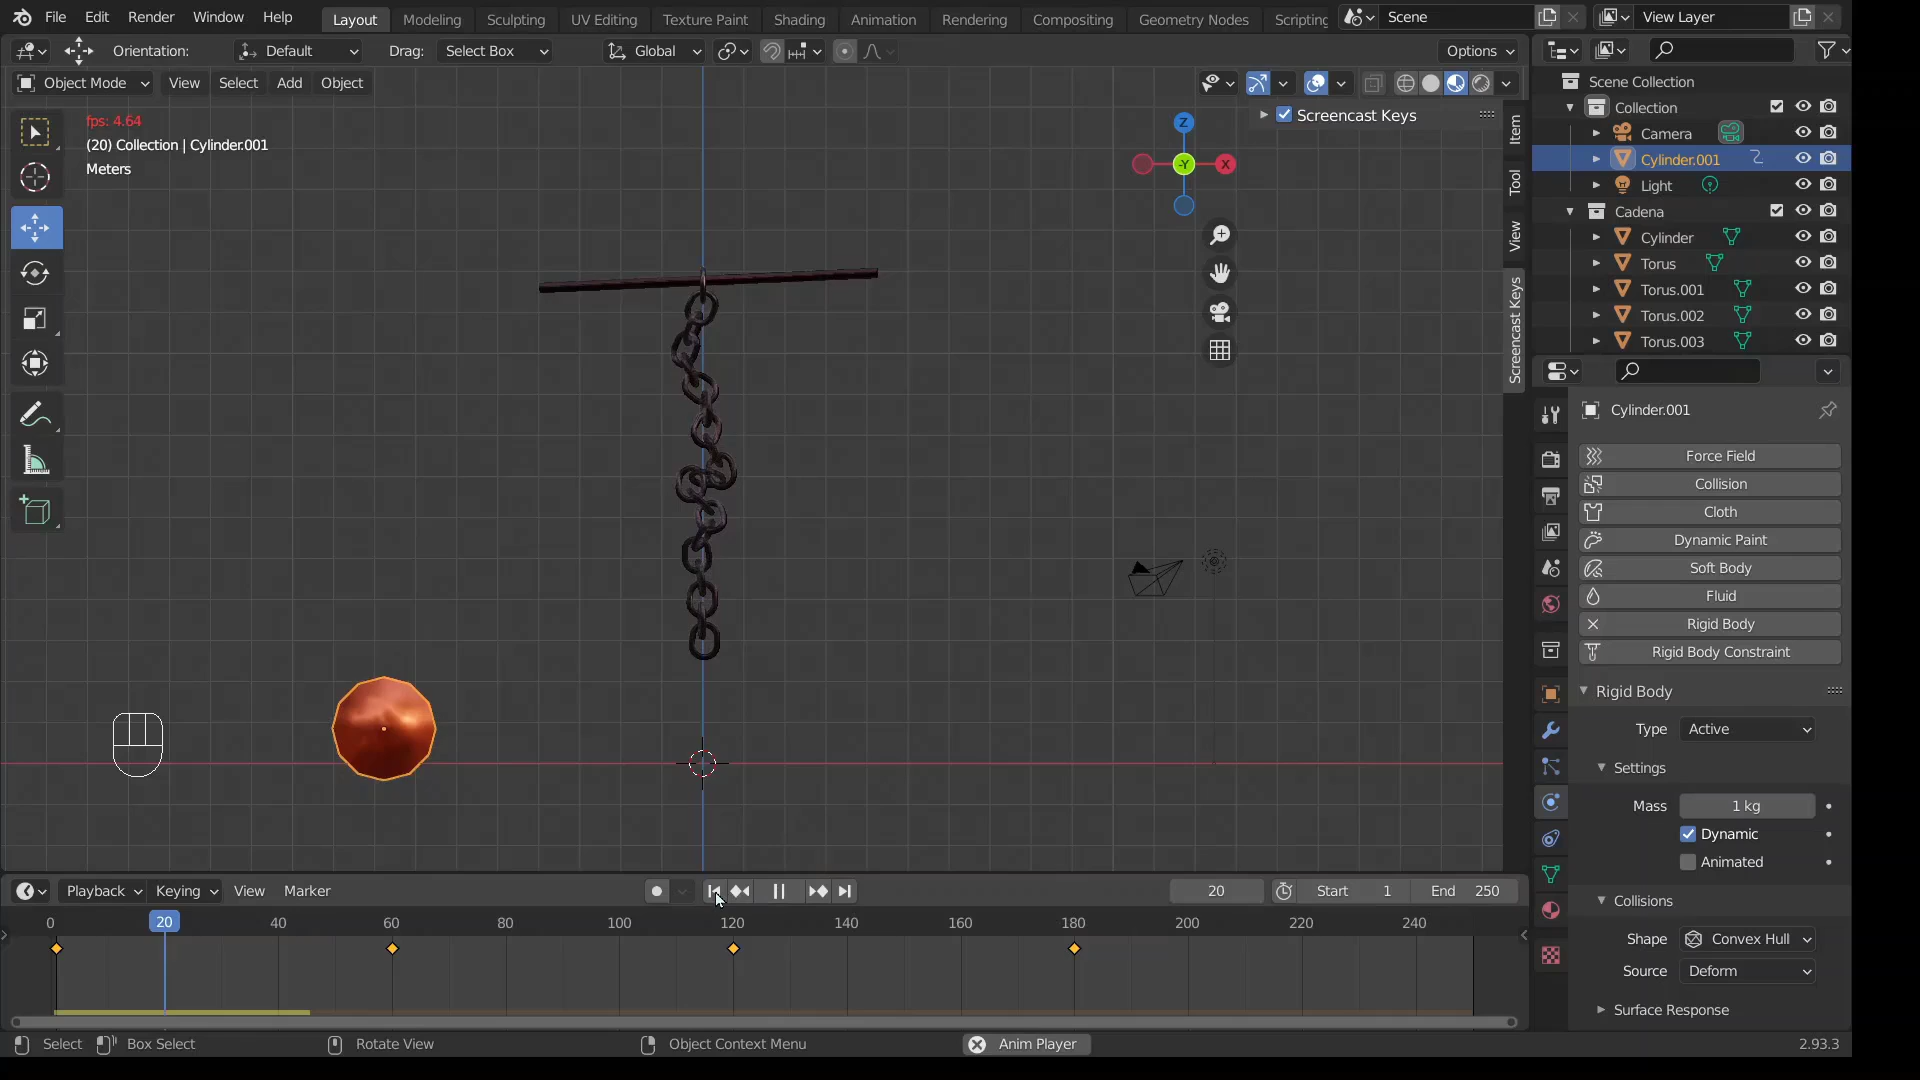 File Edit Render Window Help Layout Modeling Sculpting UV Editing Texture Paint Shading Animation Rendering Compositing Geometry Nodes Scripting Scene View Layer
Orientation: Default Drag: Select Box Global Options
Object Mode View Select Add Object
fps: 4.64
(20) Collection | Cylinder.001
Meters
Screencast Keys
Z
-Y
X
Item
Tool
View
Screencast Keys
Scene Collection
Collection
Camera
Cylinder.001
Light
Cadena
Cylinder
Torus
Torus.001
Torus.002
Torus.003
Cylinder.001
Force Field
Collision
Cloth
Dynamic Paint
Soft Body
Fluid
Rigid Body
Rigid Body Constraint
Rigid Body
Type Active
Settings
Mass 1 kg
Dynamic
Animated
Collisions
Shape Convex Hull
Source Deform
Surface Response
Playback Keying View Marker 20 Start 1 End 250
0 20 40 60 80 100 120 140 160 180 200 220 240
Select Box Select Rotate View Object Context Menu Anim Player 2.93.3